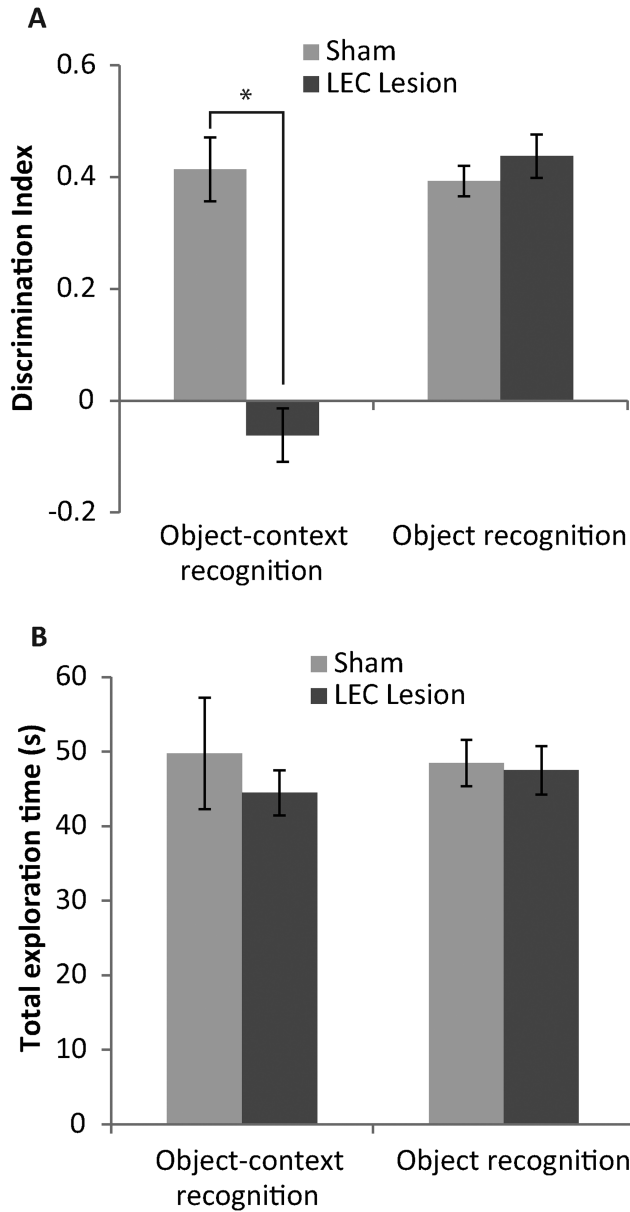 A
Sham
LEC Lesion
*
0.6
0.4
0.2
0
-0.2
Discrimination Index
Object-context
recognition
Object recognition
B
Sham
LEC Lesion
60
50
40
30
20
10
0
Total exploration time (s)
Object-context
recognition
Object recognition